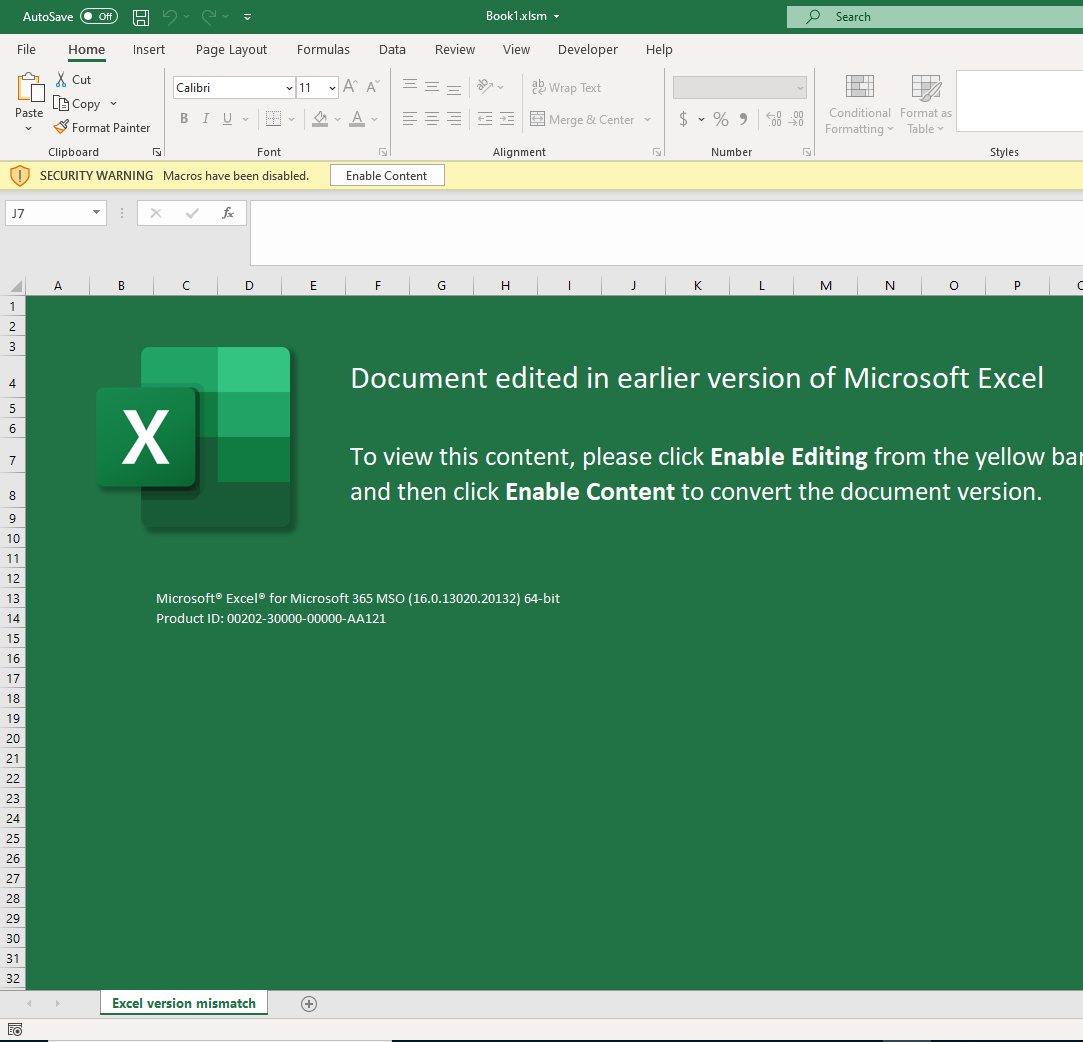 AutoSave Off Book1.xlsm Search
File Home Insert Page Layout Formulas Data Review View Developer Help
Paste
Cut
Copy
Format Painter
Clipboard
Calibri 11
B I U
Font
ab Wrap Text
Merge & Center
Alignment
$ % 9
Number
Conditional Formatting
Format as Table
Styles
SECURITY WARNING Macros have been disabled. Enable Content
J7 fx
A B C D E F G H I J K L M N O P
1
2
3
4
5
6
7
8
9
10
11
12
13
14
15
16
17
18
19
20
21
22
23
24
25
26
27
28
29
30
31
32
X
Document edited in earlier version of Microsoft Excel
To view this content, please click Enable Editing from the yellow bar
and then click Enable Content to convert the document version.
Microsoft® Excel® for Microsoft 365 MSO (16.0.13020.20132) 64-bit
Product ID: 00202-30000-00000-AA121
Excel version mismatch